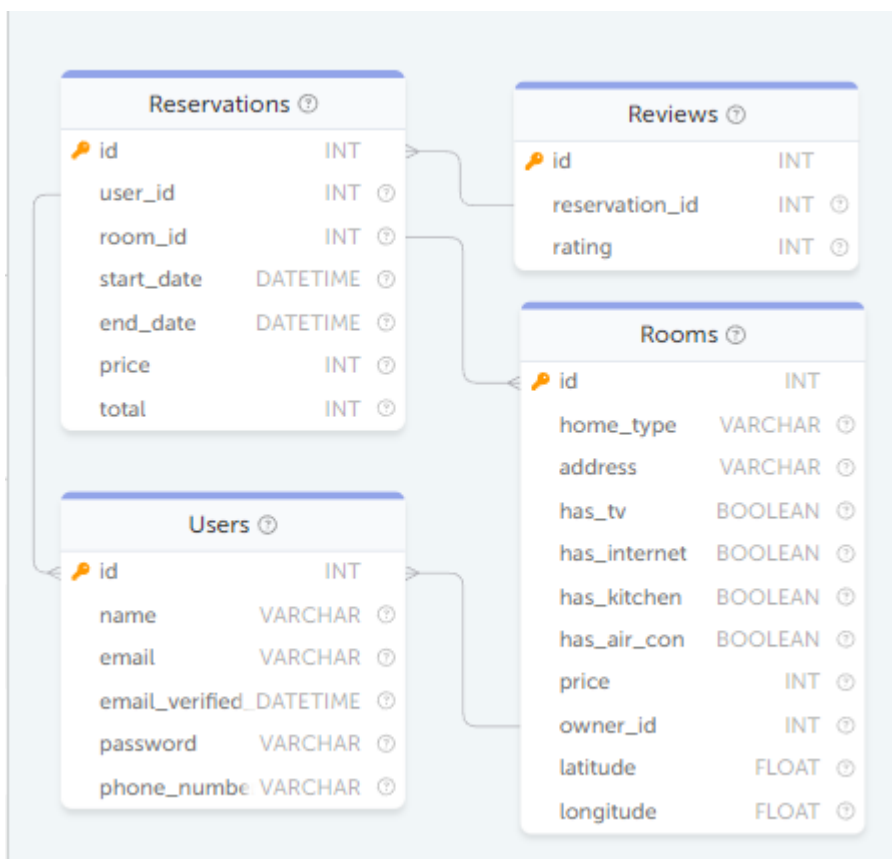 Reservations
id INT
user_id INT
room_id INT
start_date DATETIME
end_date DATETIME
price INT
total INT
Reviews
id INT
reservation_id INT
rating INT
Rooms
id INT
home_type VARCHAR
address VARCHAR
has_tv BOOLEAN
has_internet BOOLEAN
has_kitchen BOOLEAN
has_air_con BOOLEAN
price INT
owner_id INT
latitude FLOAT
longitude FLOAT
Users
id INT
name VARCHAR
email VARCHAR
email_verified_ DATETIME
password VARCHAR
phone_numbe VARCHAR